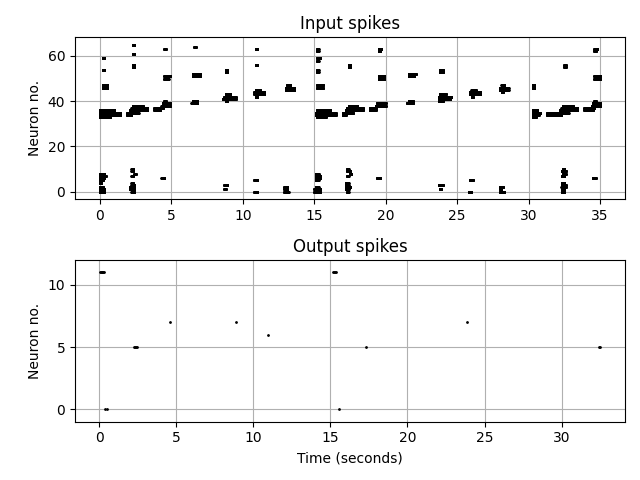 Input spikes
Neuron no.
60
40
20
0
0 5 10 15 20 25 30 35
Output spikes
Neuron no.
10
5
0
0 5 10 15 20 25 30
Time (seconds)